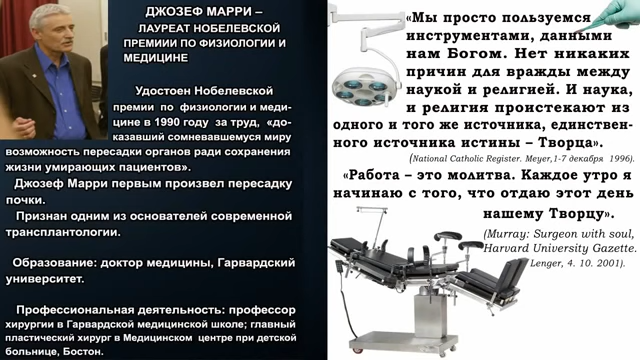 ДЖОЗЕФ МАРРИ –
ЛАУРЕАТ НОБЕЛЕВСКОЙ
ПРЕМИИИ ПО ФИЗИОЛОГИИ И
МЕДИЦИНЕ
Удостоен Нобелевской
премии по физиологии и меди-
цине в 1990 году за труд, «до-
казавший сомневавшемуся миру
возможность пересадки органов ради сохранения
жизни умирающих пациентов».
Джозеф Марри первым произвел пересадку
почки.
Признан одним из основателей современной
трансплантологии.
Образование: доктор медицины, Гарвардский
университет.
Профессиональная деятельность: профессор
хирургии в Гарвардской медицинской школе; главный
пластический хирург в Медицинском центре при детской
больнице, Бостон.
«Мы просто пользуемся
инструментами, данными
нам Богом. Нет никаких
причин для вражды между
наукой и религией. И наука,
и религия проистекают из
одного и того же источника, единствен-
ного источника истины – Творца».
(National Catholic Register. Meyer,1-7 декабря 1996).
«Работа – это молитва. Каждое утро я
начинаю с того, что отдаю этот день
нашему Творцу».
(Murray: Surgeon with soul,
Harvard University Gazette.
Lenger, 4. 10. 2001).